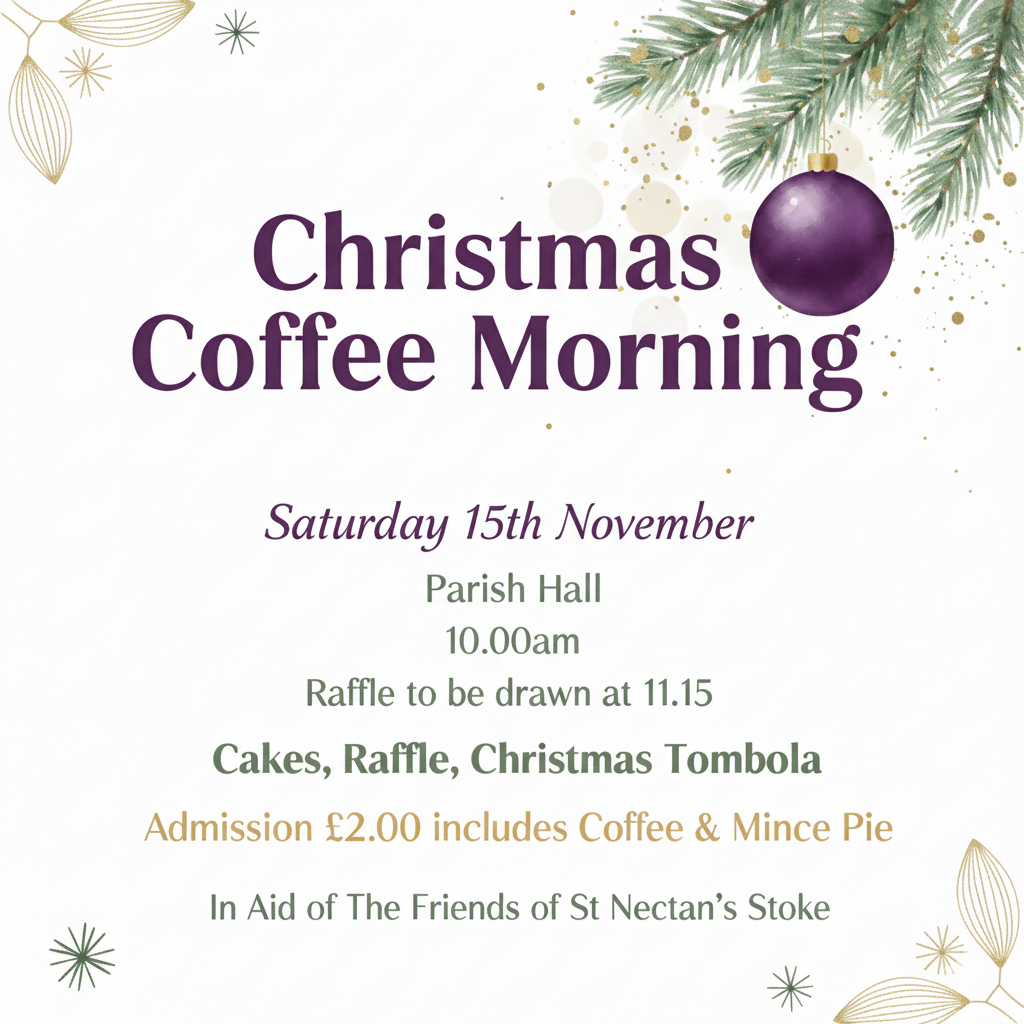 Christmas
Coffee Morning
Saturday 15th November
Parish Hall
10.00am
Raffle to be drawn at 11.15
Cakes, Raffle, Christmas Tombola
Admission £2.00 includes Coffee & Mince Pie
In Aid of The Friends of St Nectan’s Stoke